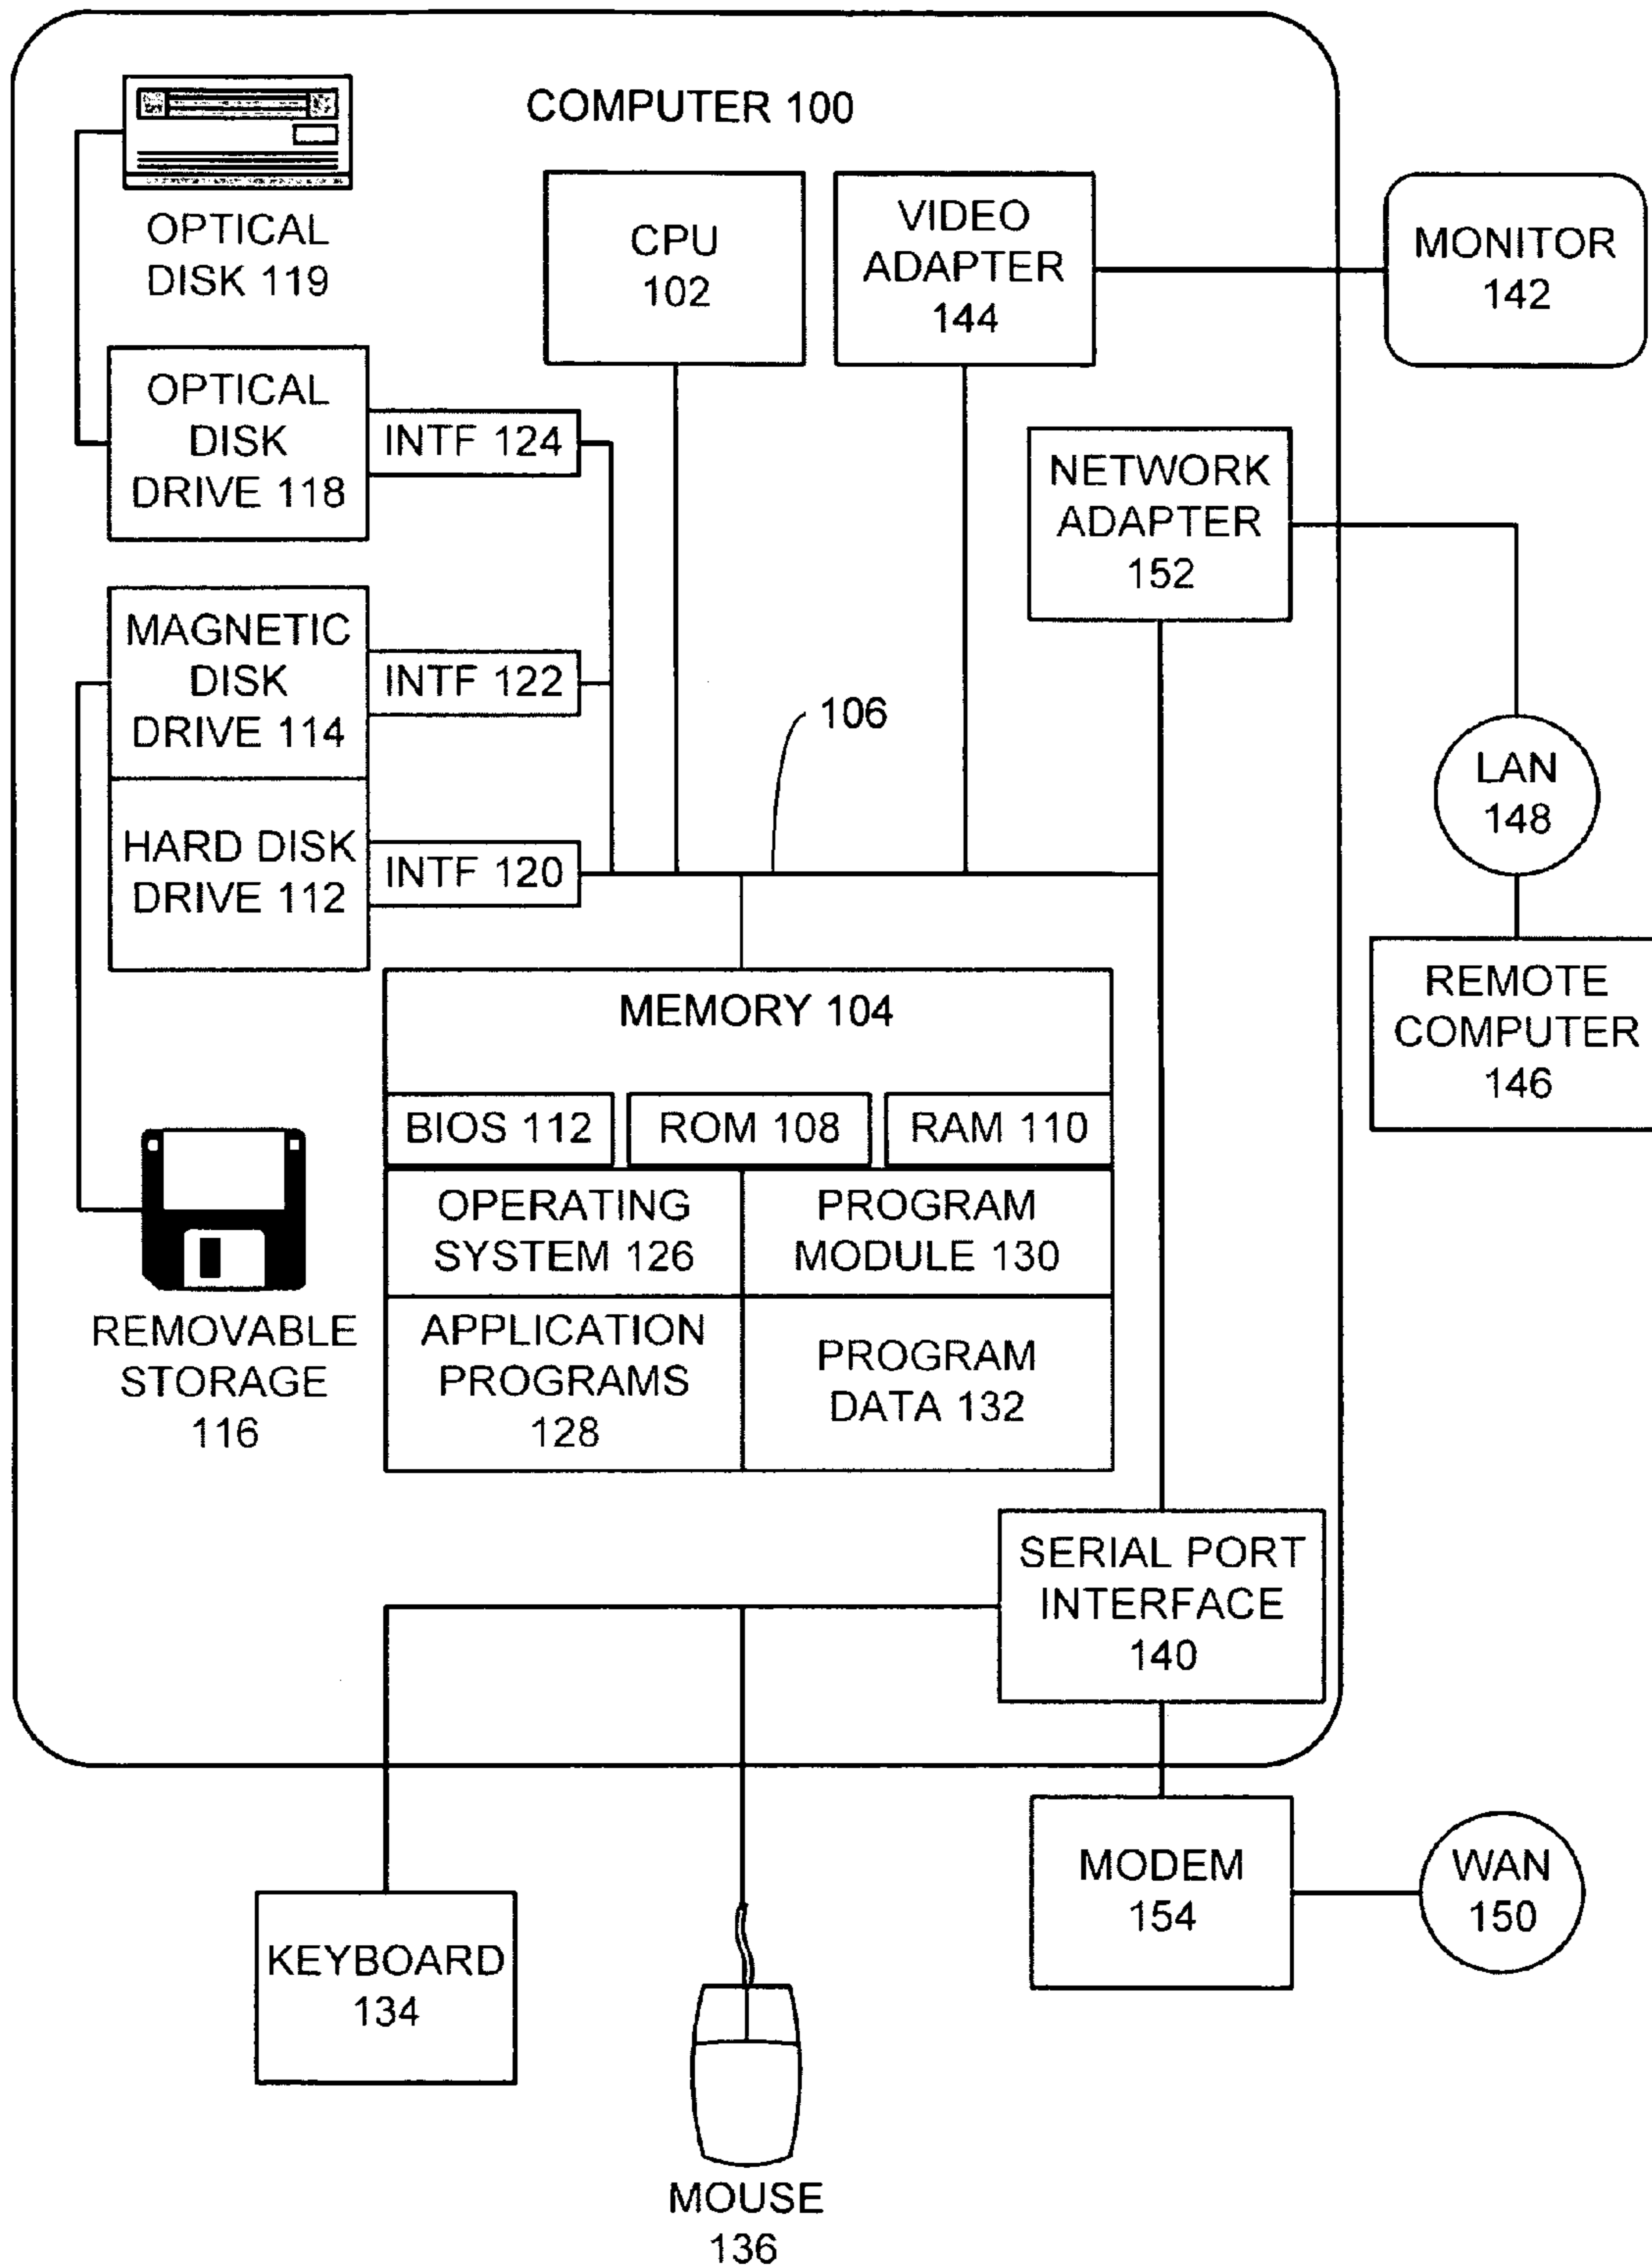 COMPUTER 100
OPTICAL
DISK 119
CPU
102
VIDEO
ADAPTER
144
MONITOR
142
OPTICAL
DISK
DRIVE 118
INTF 124
NETWORK
ADAPTER
152
MAGNETIC
DISK
DRIVE 114
INTF 122
106
LAN
148
HARD DISK
DRIVE 112
INTF 120
REMOTE
COMPUTER
146
MEMORY 104
BIOS 112
ROM 108
RAM 110
OPERATING
SYSTEM 126
PROGRAM
MODULE 130
REMOVABLE
STORAGE
116
APPLICATION
PROGRAMS
128
PROGRAM
DATA 132
SERIAL PORT
INTERFACE
140
MODEM
154
WAN
150
KEYBOARD
134
MOUSE
136